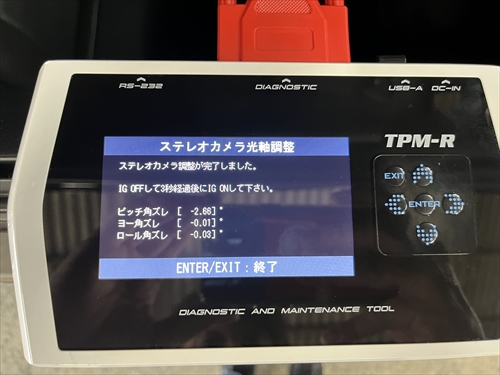 RS-232
DIAGNOSTIC
USB-A DC-IN
ステレオカメラ光軸調整
ステレオカメラ調整が完了しました。
IG OFFして3秒経過後にIG ONして下さい。
ピッチ角ズレ [ -2.66]°
ヨー角ズレ [ -0.01]°
ロール角ズレ [ -0.03]°
ENTER/EXIT：終了
TPM-R
EXIT
ENTER
DIAGNOSTIC AND MAINTENANCE TOOL